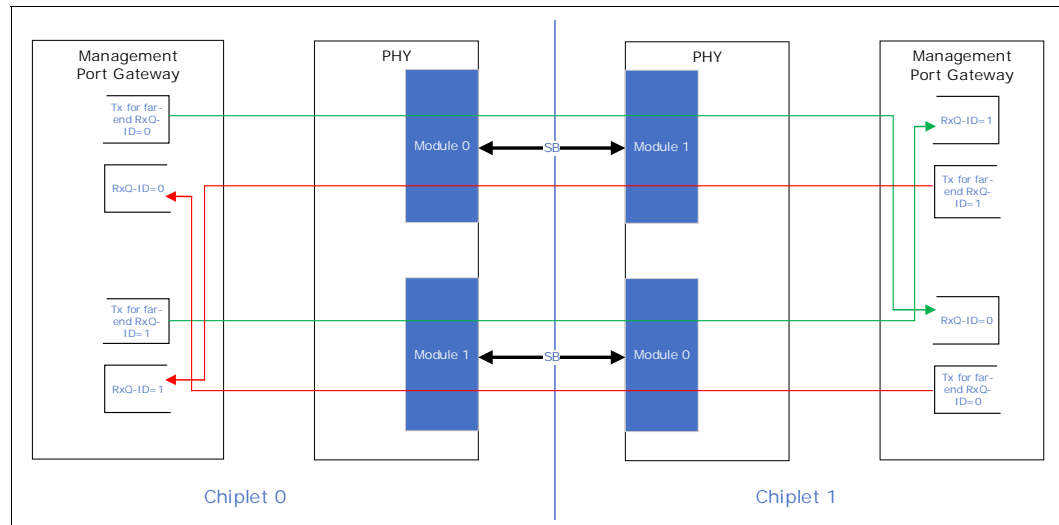 Management
Port Gateway
PHY
PHY
Management
Port Gateway
Tx for far-
end RxQ-
ID=0
RxQ-ID=0
Module 0
SB
Module 1
RxQ-ID=1
Tx for far-
end RxQ-
ID=1
Tx for far-
end RxQ-
ID=1
RxQ-ID=1
Module 1
SB
Module 0
RxQ-ID=0
Tx for far-
end RxQ-
ID=0
Chiplet 0
Chiplet 1